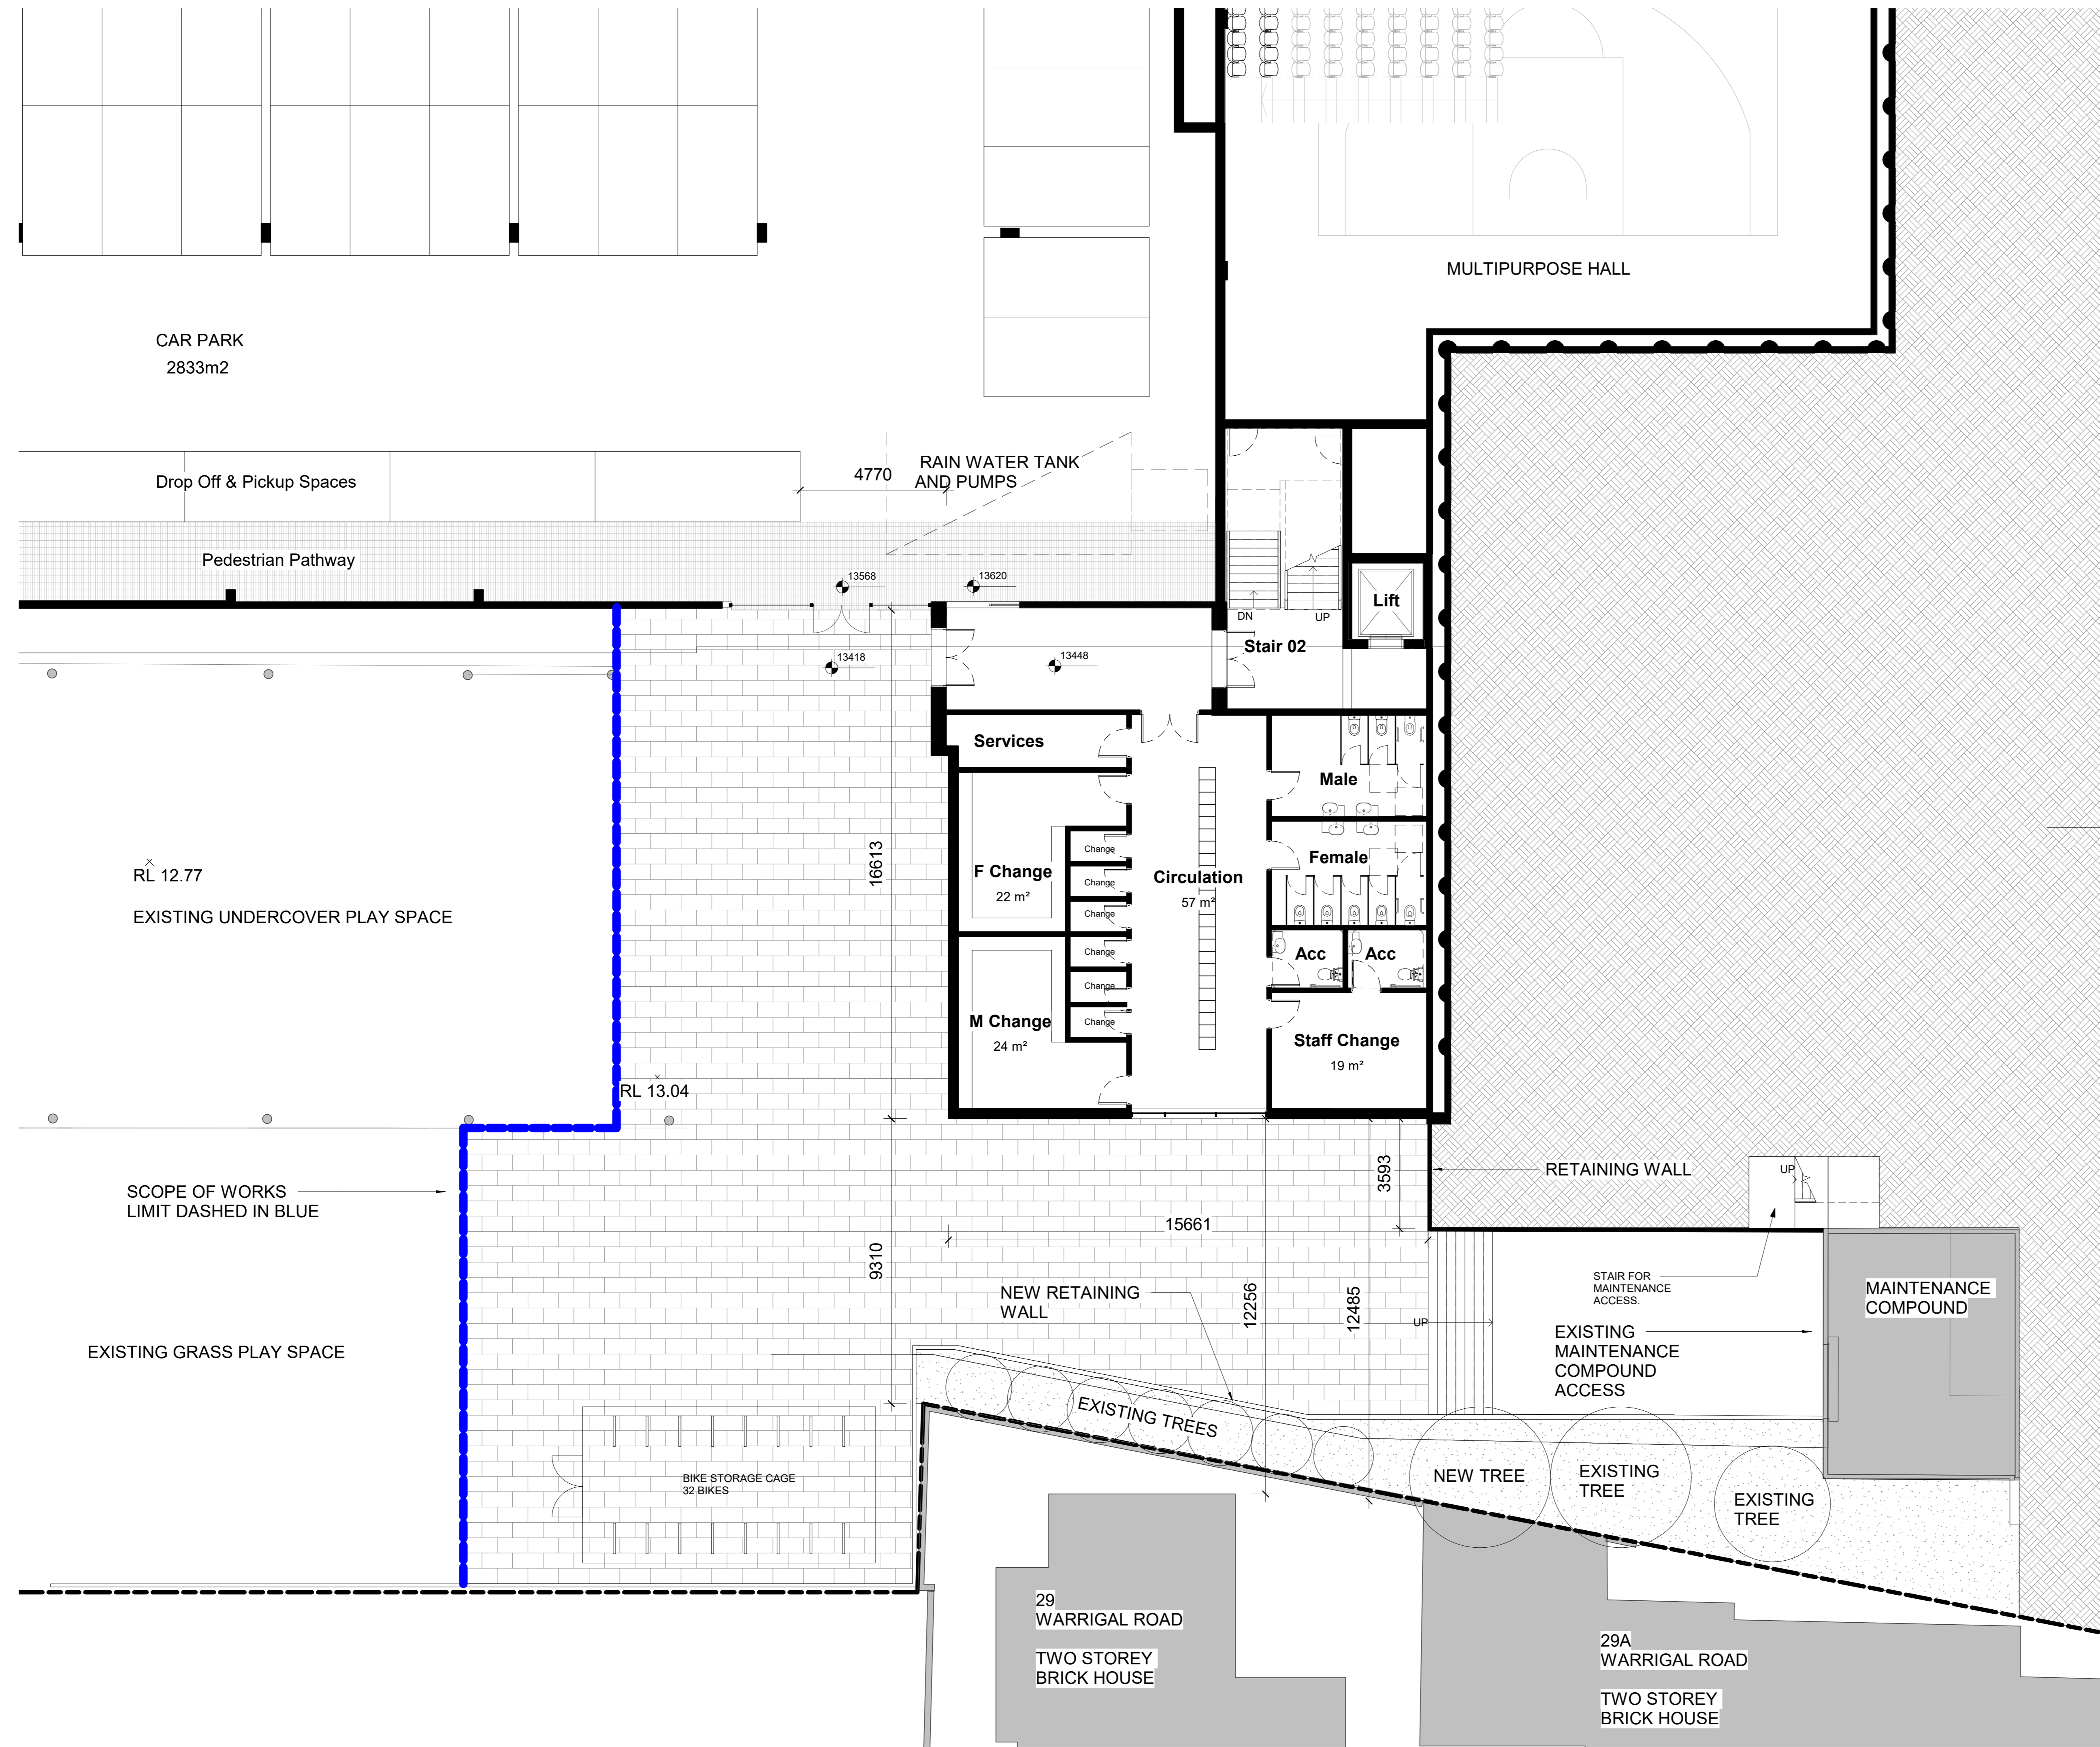 MULTIPURPOSE HALL
CAR PARK
2833m2
Drop Off & Pickup Spaces
4770
RAIN WATER TANK
AND PUMPS
Pedestrian Pathway
13568
13620
Lift
DN
UP
Stair 02
13418
13448
Services
Male
F Change
22 m²
Change
Change
Change
Change
Change
Change
Circulation
57 m²
Female
16613
RL 12.77
EXISTING UNDERCOVER PLAY SPACE
Acc
Acc
M Change
24 m²
Staff Change
19 m²
RL 13.04
SCOPE OF WORKS
LIMIT DASHED IN BLUE
3593
RETAINING WALL
UP
15661
9310
NEW RETAINING
WALL
12256
12485
UP
STAIR FOR
MAINTENANCE
ACCESS.
MAINTENANCE
COMPOUND
EXISTING
MAINTENANCE
COMPOUND
ACCESS
EXISTING GRASS PLAY SPACE
EXISTING TREES
BIKE STORAGE CAGE
32 BIKES
NEW TREE
EXISTING
TREE
EXISTING
TREE
29
WARRIGAL ROAD
TWO STOREY
BRICK HOUSE
29A
WARRIGAL ROAD
TWO STOREY
BRICK HOUSE